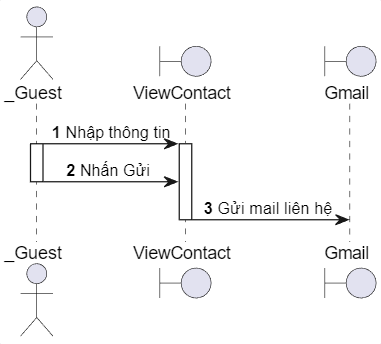 _Guest
ViewContact
Gmail
1 Nhập thông tin
2 Nhấn Gửi
3 Gửi mail liên hệ
_Guest
ViewContact
Gmail